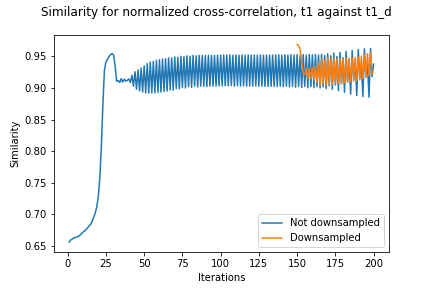 Similarity for normalized cross-correlation, t1 against t1_d
0.95
0.90
0.85
0.80
0.75
0.70
0.65
Similarity
0 25 50 75 100 125 150 175 200
Iterations
Not downsampled
Downsampled